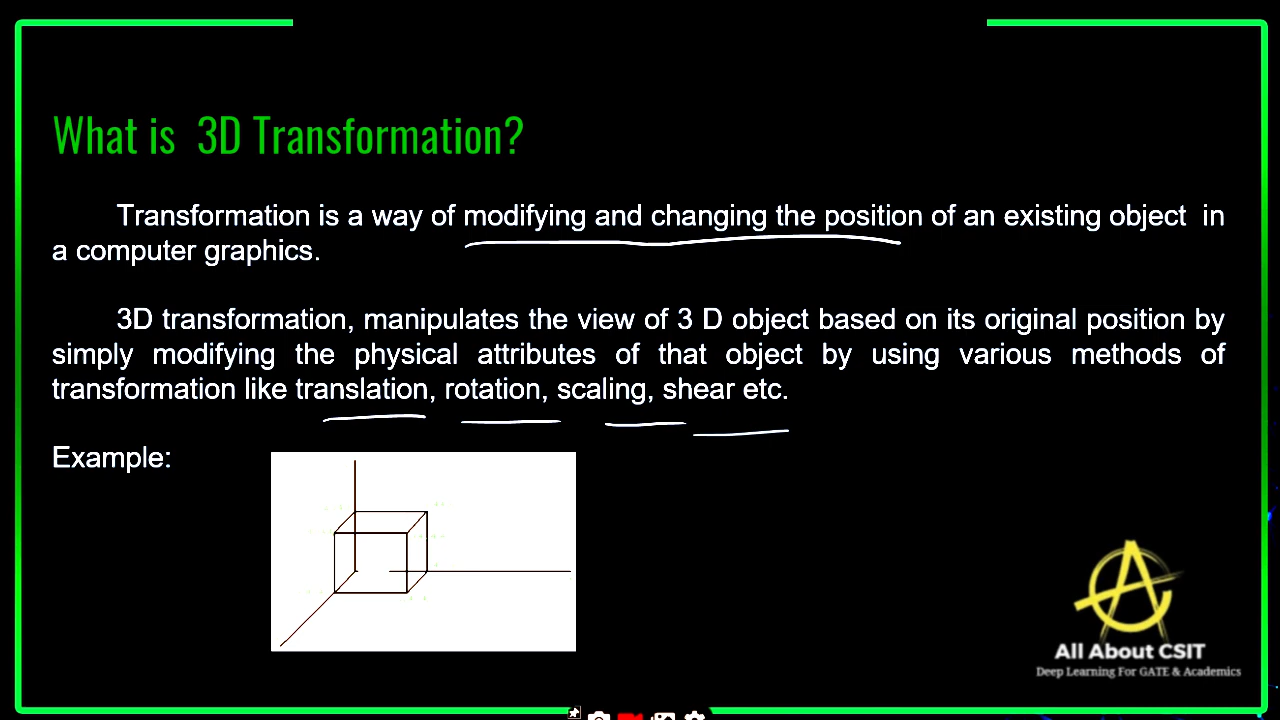 What is 3D Transformation?
Transformation is a way of modifying and changing the position of an existing object in
a computer graphics.
3D transformation, manipulates the view of 3 D object based on its original position by
simply modifying the physical attributes of that object by using various methods of
transformation like translation, rotation, scaling, shear etc.
Example:
All About CSIT
Deep Learning For GATE & Academics